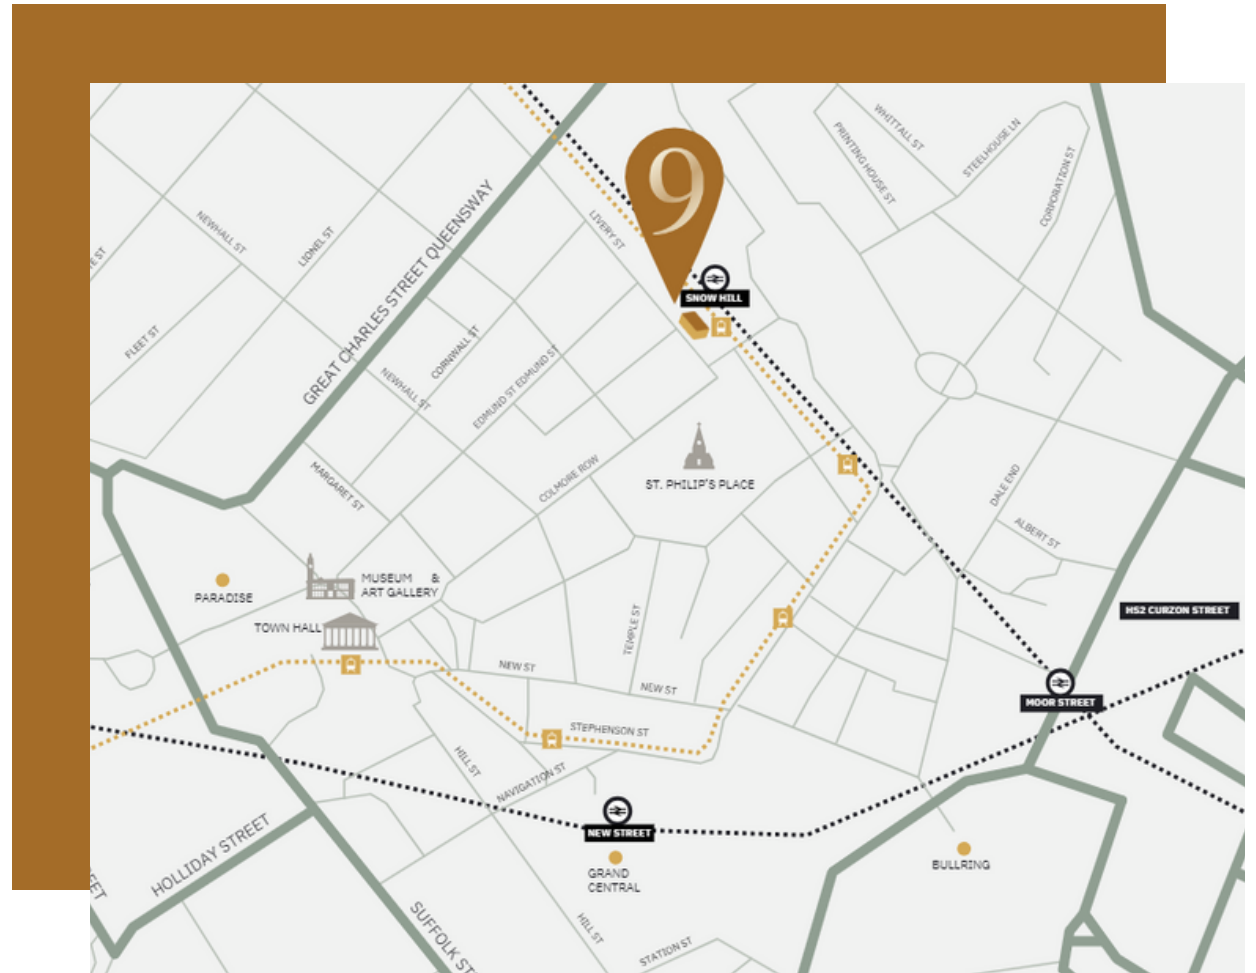 WHITTALL ST
PRINTING HOUSE ST
STEELHOUSE LN
CORPORATION ST
9
LIVERY ST
NEWHALL ST
LIONEL ST
GREAT CHARLES STREET QUEENSWAY
SNOW HILL
FLEET ST
CORNWALL ST
NEWHALL ST
EDMUND ST EDMUND ST
COLMORE ROW
MARGARET ST
ST. PHILIP'S PLACE
DALE END
ALBERT ST
MUSEUM &
ART GALLERY
PARADISE
TOWN HALL
TEMPLE ST
HS2 CURZON STREET
NEW ST
NEW ST
MOOR STREET
STEPHENSON ST
HILL ST
NAVIGATION ST
NEW STREET
HOLLIDAY STREET
GRAND
CENTRAL
BULLRING
SUFFOLK ST
HILL ST
STATION ST